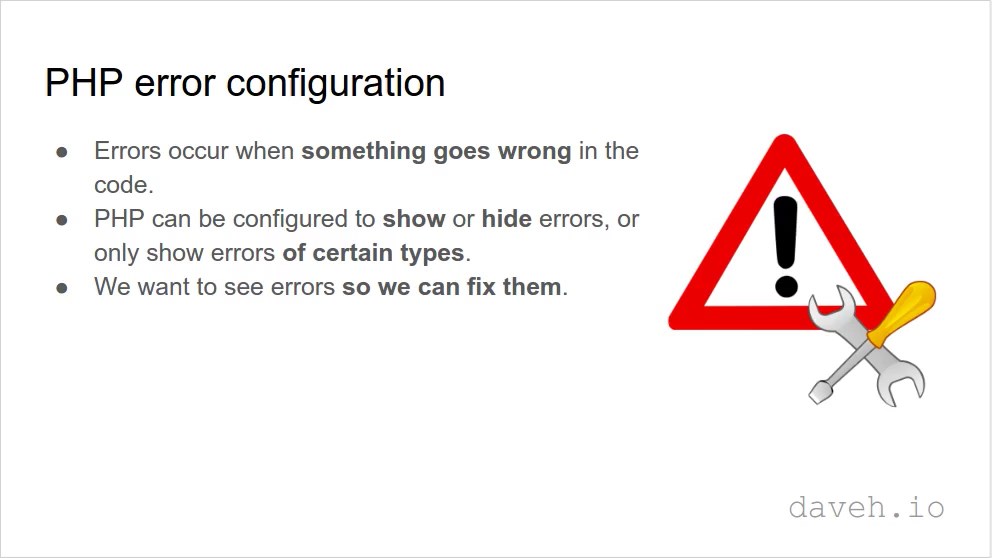 PHP error configuration
● Errors occur when something goes wrong in the
code.
● PHP can be configured to show or hide errors, or
only show errors of certain types.
● We want to see errors so we can fix them.
daveh.io